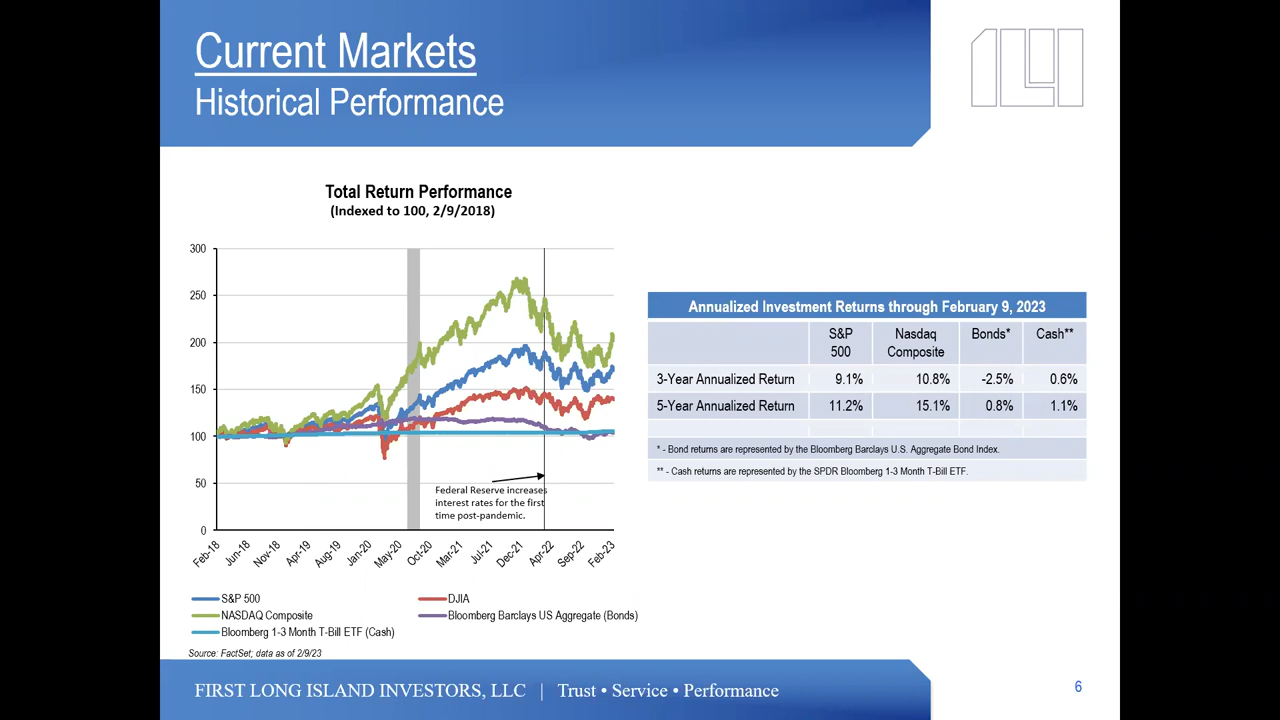 Current Markets
Historical Performance
Total Return Performance
(Indexed to 100, 2/9/2018)
300
250
200
150
100
50
0
Federal Reserve increases
interest rates for the first
time post-pandemic.
Feb-18
Jun-18
Nov-18
Apr-19
Aug-19
Jan-20
May-20
Oct-20
Mar-21
Jul-21
Dec-21
Apr-22
Sep-22
Feb-23
S&P 500
DJIA
NASDAQ Composite
Bloomberg Barclays US Aggregate (Bonds)
Bloomberg 1-3 Month T-Bill ETF (Cash)
Source: FactSet; data as of 2/9/23
Annualized Investment Returns through February 9, 2023
S&P 500 Nasdaq Composite Bonds* Cash**
3-Year Annualized Return 9.1% 10.8% -2.5% 0.6%
5-Year Annualized Return 11.2% 15.1% 0.8% 1.1%
* - Bond returns are represented by the Bloomberg Barclays U.S. Aggregate Bond Index.
** - Cash returns are represented by the SPDR Bloomberg 1-3 Month T-Bill ETF.
FIRST LONG ISLAND INVESTORS, LLC | Trust • Service • Performance
6